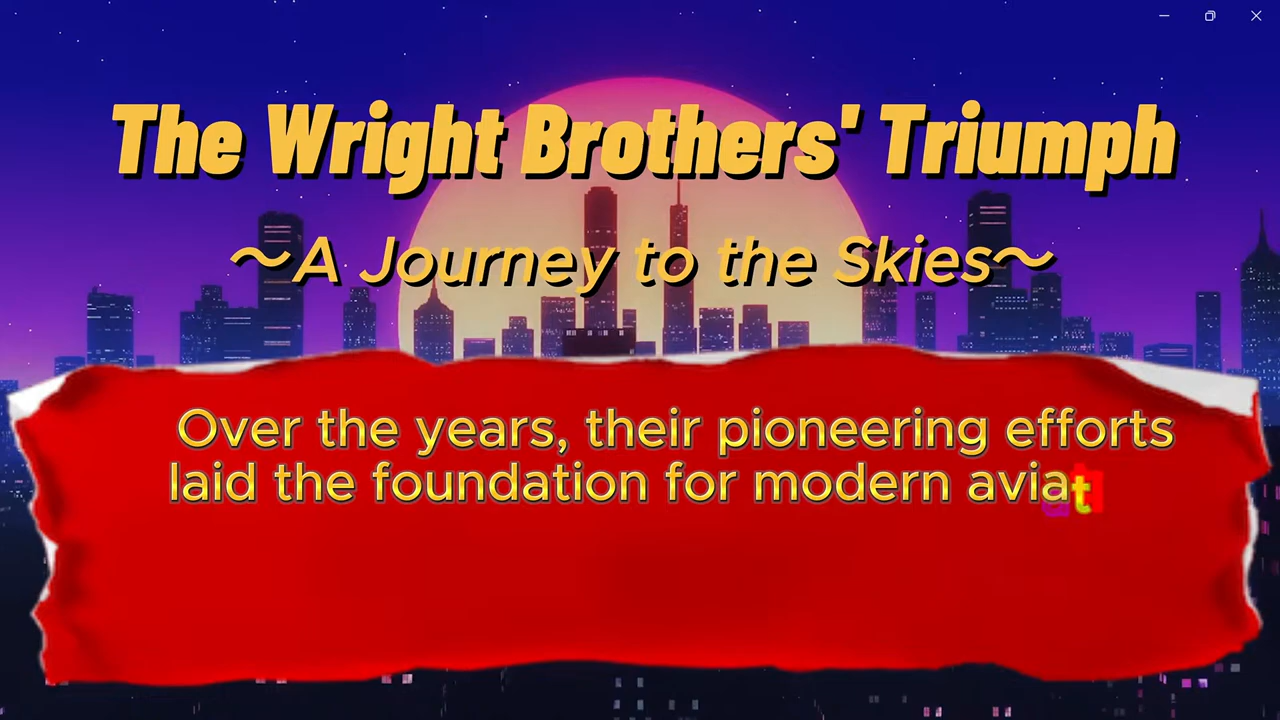 The Wright Brothers' Triumph
～A Journey to the Skies～
Over the years, their pioneering efforts
laid the foundation for modern aviat